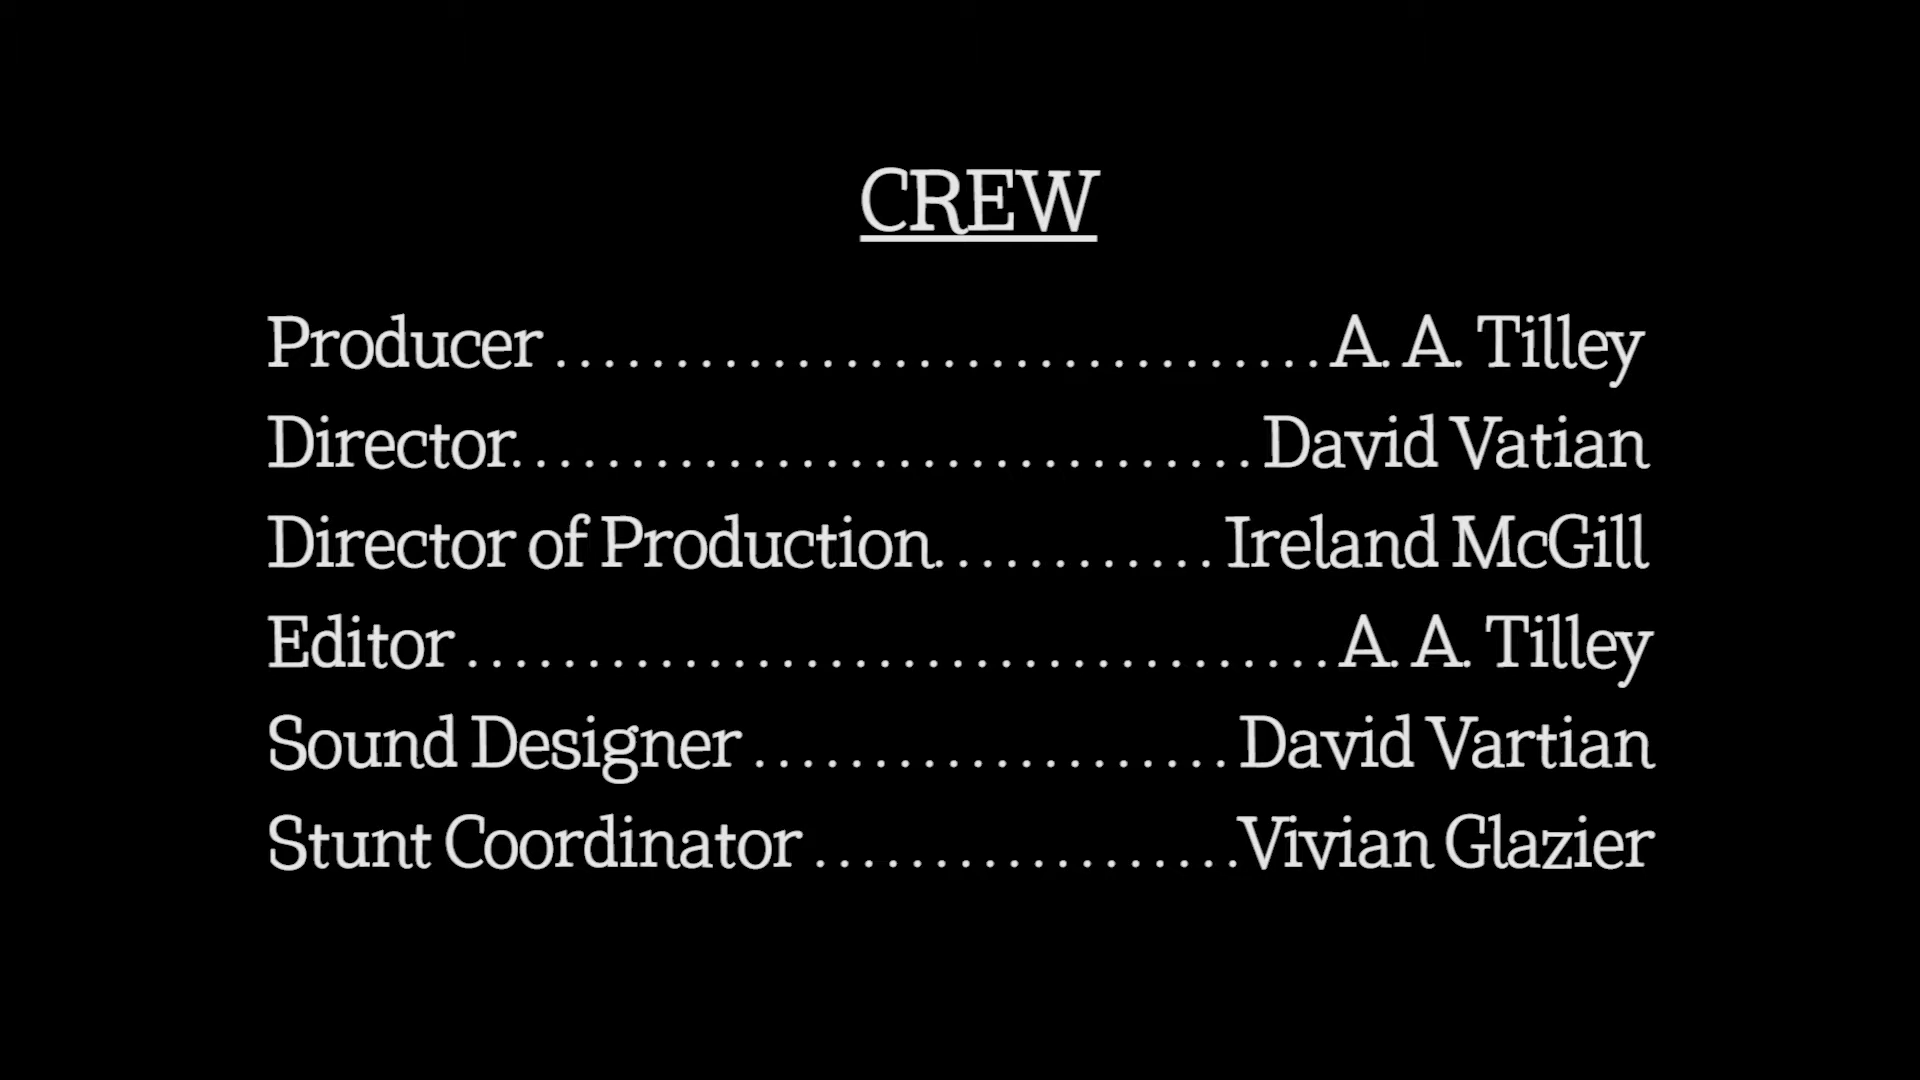 CREW
Producer ................................ A. A. Tilley
Director............................... David Vatian
Director of Production............ Ireland McGill
Editor .................................... A. A. Tilley
Sound Designer .................... David Vartian
Stunt Coordinator ..................Vivian Glazier